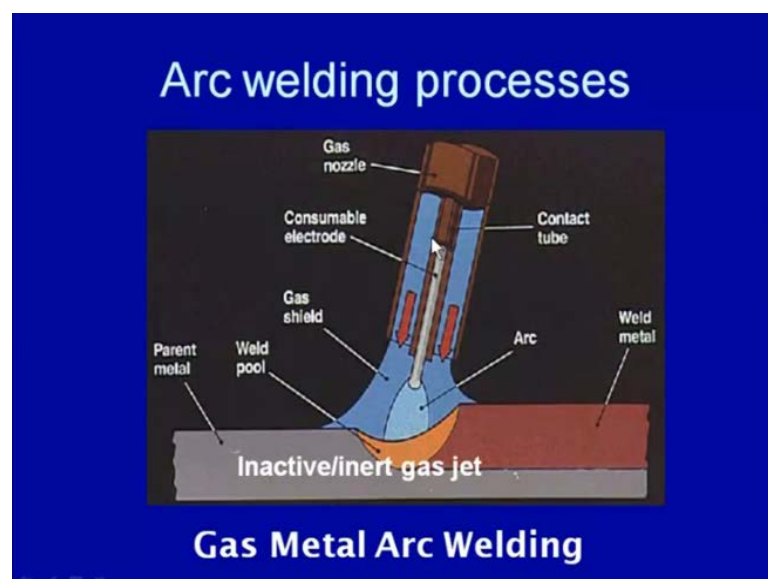 Arc welding processes
Gas
nozzle
Consumable
electrode
Contact
tube
Gas
shield
Parent
metal
Weld
pool
Arc
Weld
metal
Inactive/inert gas jet
Gas Metal Arc Welding